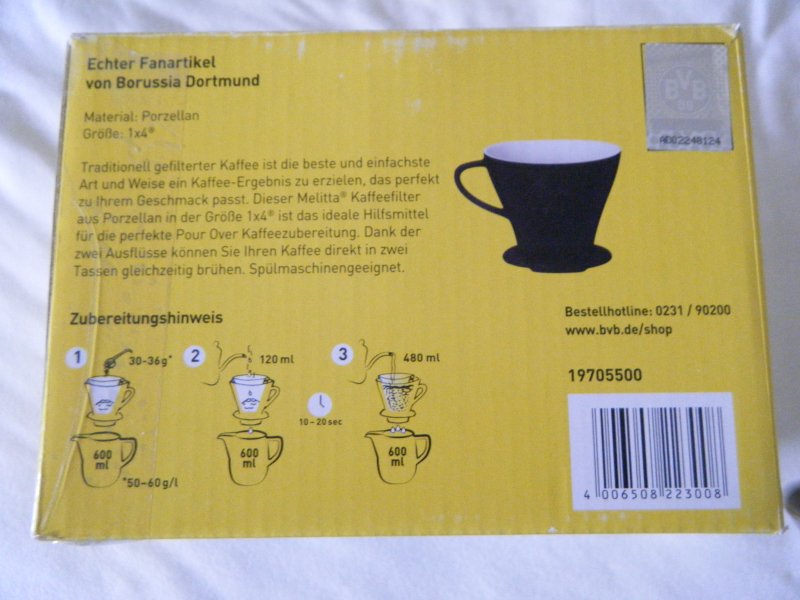 Echter Fanartikel
von Borussia Dortmund
Material: Porzellan
Größe: 1x4®
Traditionell gefilterter Kaffee ist die beste und einfachste
Art und Weise ein Kaffee-Ergebnis zu erzielen, das perfekt
zu Ihrem Geschmack passt. Dieser Melitta® Kaffeefilter
aus Porzellan in der Größe 1x4® ist das ideale Hilfsmittel
für die perfekte Pour Over Kaffeezubereitung. Dank der
zwei Ausflüsse können Sie Ihren Kaffee direkt in zwei
Tassen gleichzeitig brühen. Spülmaschinengeeignet.
BVB
09
AD02248124
Zubereitungshinweis
1 30-36g*
2 120 ml
3 480 ml
10-20 sec
600
ml
600
ml
600
ml
*50-60 g/l
Bestellhotline: 0231 / 90200
www.bvb.de/shop
19705500
4 006508 223008